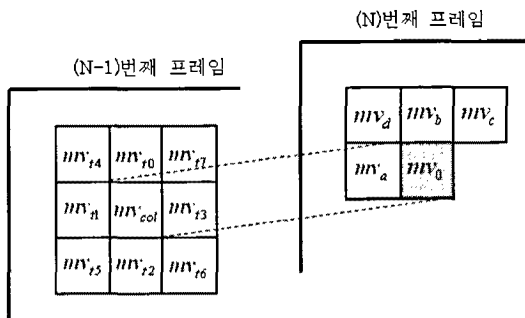 (N)번째 프레임
(N-1)번째 프레임
mv_d mv_b mv_c
mv_a mv_0
mv_t4 mv_t0 mv_t7
mv_t1 mv_col mv_t3
mv_t5 mv_t2 mv_t6